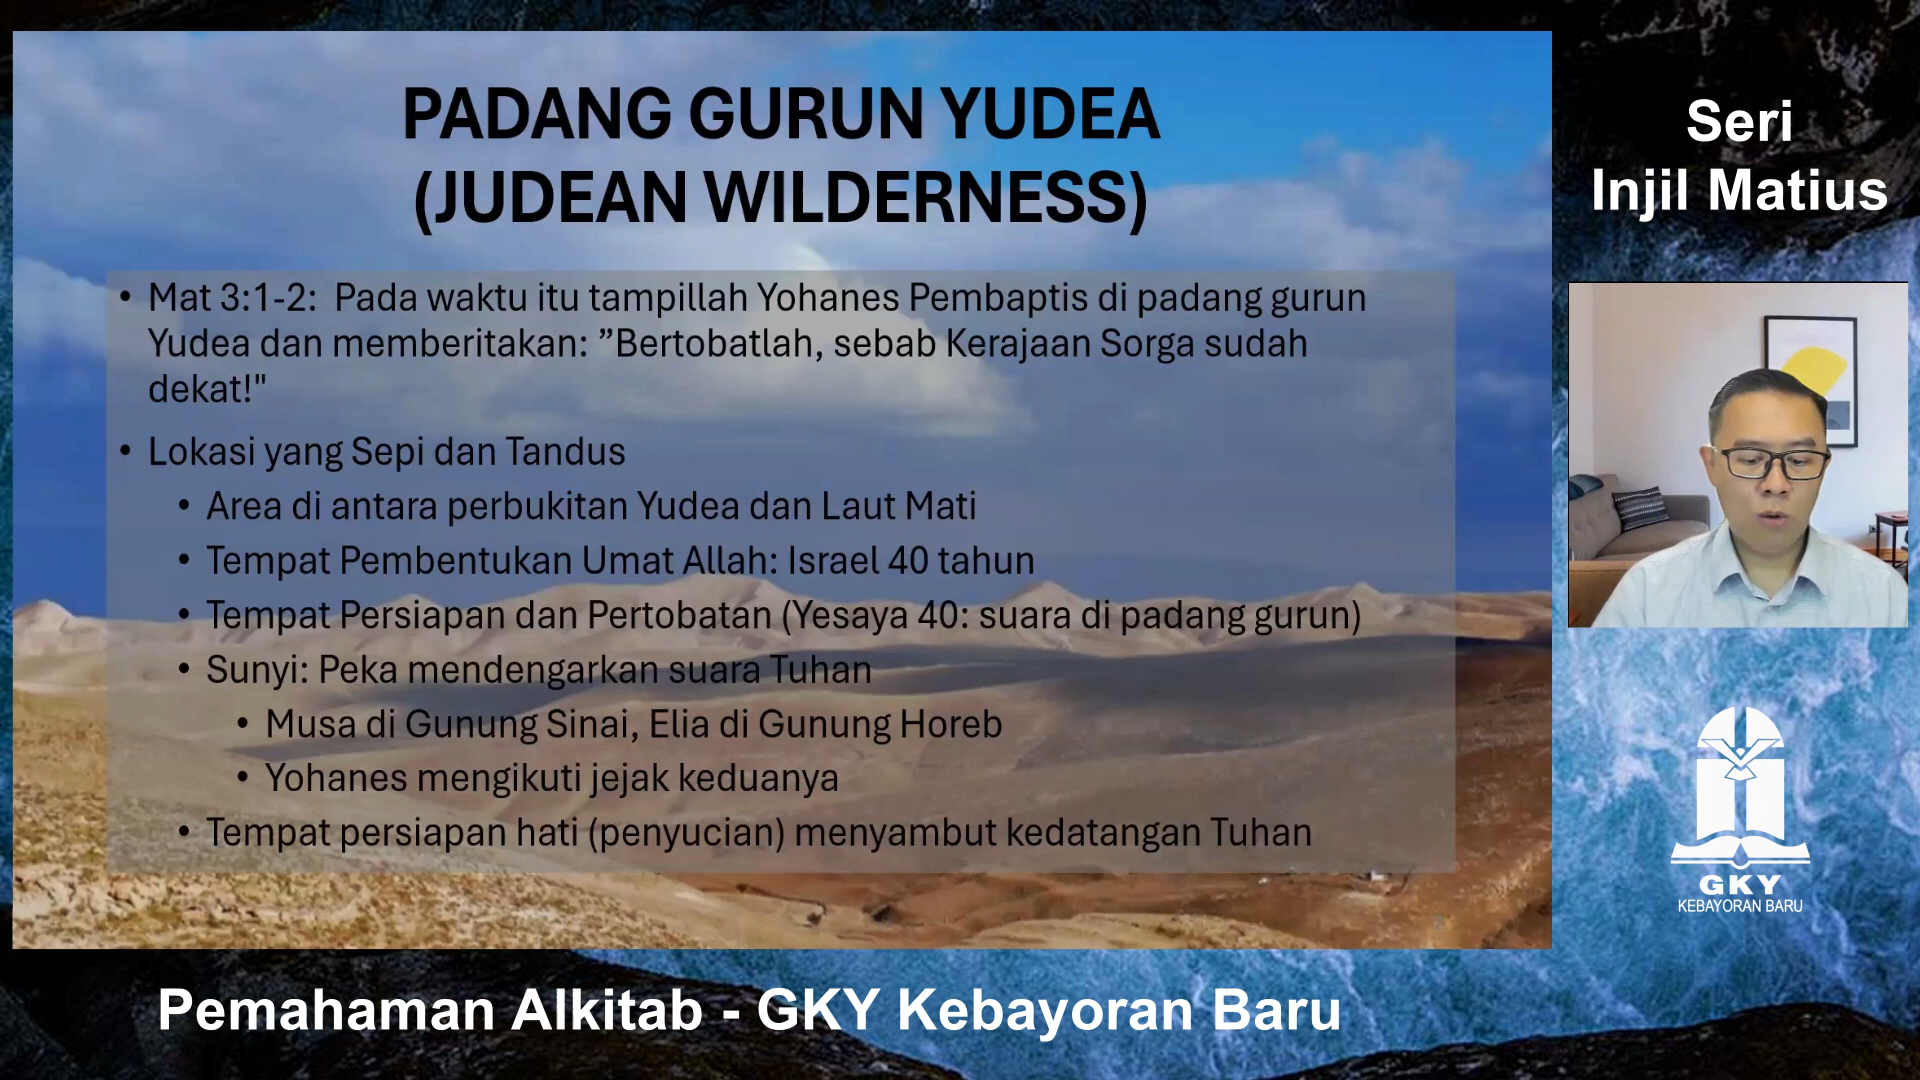 PADANG GURUN YUDEA
(JUDEAN WILDERNESS)
• Mat 3:1-2:  Pada waktu itu tampillah Yohanes Pembaptis di padang gurun
Yudea dan memberitakan: ”Bertobatlah, sebab Kerajaan Sorga sudah
dekat!"
• Lokasi yang Sepi dan Tandus
• Area di antara perbukitan Yudea dan Laut Mati
• Tempat Pembentukan Umat Allah: Israel 40 tahun
• Tempat Persiapan dan Pertobatan (Yesaya 40: suara di padang gurun)
• Sunyi: Peka mendengarkan suara Tuhan
• Musa di Gunung Sinai, Elia di Gunung Horeb
• Yohanes mengikuti jejak keduanya
• Tempat persiapan hati (penyucian) menyambut kedatangan Tuhan
Seri
Injil Matius
GKY
KEBAYORAN BARU
Pemahaman Alkitab - GKY Kebayoran Baru